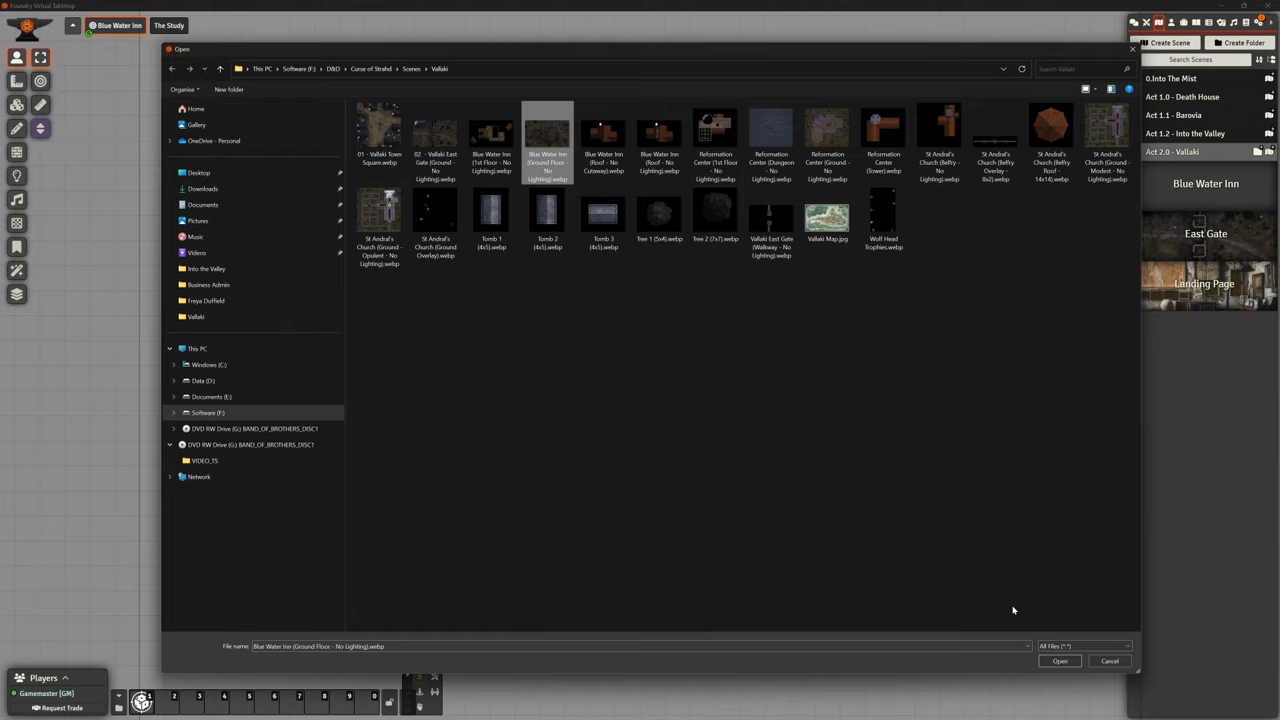 Foundry Virtual Tabletop
Blue Water Inn
The Study
Open
This PC
Software (F:)
D&D
Curse of Strahd
Scenes
Vallaki
Search Vallaki
Organise
New folder
Home
Gallery
OneDrive - Personal
Desktop
Downloads
Documents
Pictures
Music
Videos
Into the Valley
Business Admin
Freya Duffield
Vallaki
This PC
Windows (C:)
Data (D:)
Documents (E:)
Software (F:)
DVD RW Drive (G:) BAND_OF_BROTHERS_DISC1
DVD RW Drive (G:) BAND_OF_BROTHERS_DISC1
VIDEO_TS
Network
01 - Vallaki Town
Square.webp
02 - Vallaki East
Gate (Ground - No
Lighting).webp
Blue Water Inn
(1st Floor - No
Lighting).webp
Blue Water Inn
(Ground Floor -
No
Lighting).webp
Blue Water Inn
(Roof - No
Cutaway).webp
Blue Water Inn
(Roof - No
Lighting).webp
Reformation
Center (1st Floor -
No Lighting).webp
Reformation
Center (Dungeon
- No
Lighting).webp
Reformation
Center (Ground -
No Lighting).webp
Reformation
Center
(Tower).webp
St Andral's
Church (Belfry -
No Lighting).webp
St Andral's
Church (Belfry
Overlay -
8x2).webp
St Andral's
Church (Belfry
Roof -
14x14).webp
St Andral's
Church (Ground -
Modest - No
Lighting).webp
St Andral's
Church (Ground -
Opulent - No
Lighting).webp
St Andral's
Church (Ground
Overlay).webp
Tomb 1
(4x5).webp
Tomb 2
(4x5).webp
Tomb 3
(4x5).webp
Tree 1 (5x4).webp
Tree 2 (7x7).webp
Vallaki East Gate
(Walkway - No
Lighting).webp
Vallaki Map.jpg
Wolf Head
Trophies.webp
File name:
Blue Water Inn (Ground Floor - No Lighting).webp
All Files (*.*)
Open
Cancel
Create Scene
Create Folder
Search Scenes
0.Into The Mist
Act 1.0 - Death House
Act 1.1 - Barovia
Act 1.2 - Into the Valley
Act 2.0 - Vallaki
Blue Water Inn
East Gate
Landing Page
Players
Gamemaster [GM]
Request Trade
1
2
3
4
5
6
7
8
9
0